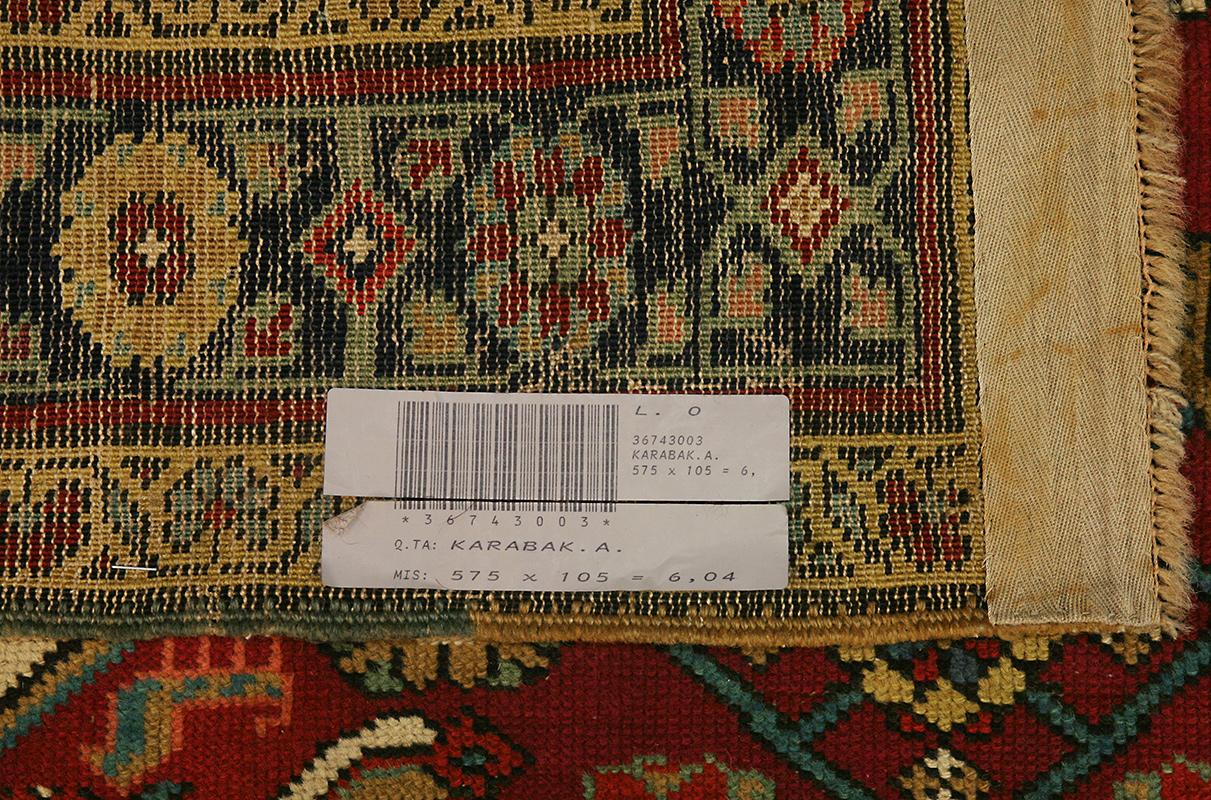 L. O
36743003
KARABAK.A.
575 x 105 = 6,
*36743003*
Q.TA: KARABAK.A.
MIS: 575 x 105 = 6,04